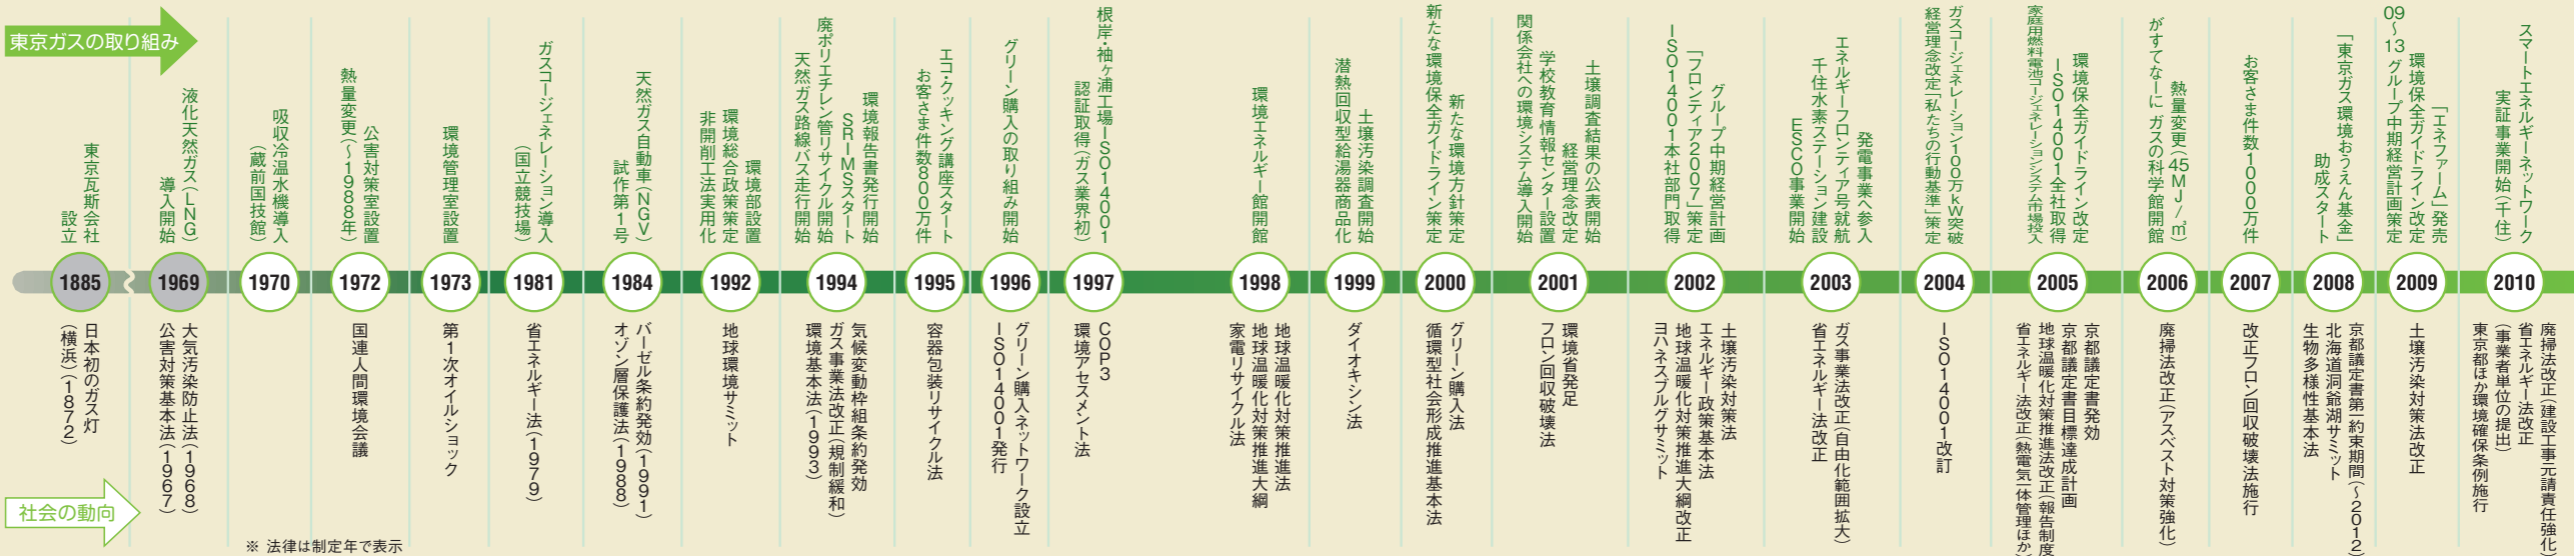 東京ガスの取り組み
東京瓦斯会社
設立
1885
日本初のガス灯
(横浜)(1872)
液化天然ガス(LNG)
導入開始
1969
大気汚染防止法(1968)
公害対策基本法(1967)
吸収冷温水機導入
(蔵前国技館)
1970
公害対策室設置
熱量変更(~1988年)
1972
国連人間環境会議
環境管理室設置
1973
第1次オイルショック
ガスコージェネレーション導入
(国立競技場)
1981
省エネルギー法(1979)
天然ガス自動車(NGV)
試作第1号
1984
バーゼル条約発効(1991)
オゾン層保護法(1988)
環境部設置
環境総合政策策定
非開削工法実用化
1992
地球環境サミット
環境報告書発行開始
SRIMSスタート
廃ポリエチレン管リサイクル開始
天然ガス路線バス走行開始
1994
気候変動枠組条約発効
ガス事業法改正(規制緩和)
環境基本法(1993)
エコ・クッキング講座スタート
お客さま件数800万件
1995
容器包装リサイクル法
グリーン購入の取り組み開始
1996
グリーン購入ネットワーク設立
ISO14001発行
根岸・袖ヶ浦工場ISO14001
認証取得(ガス業界初)
1997
COP3
環境アセスメント法
環境エネルギー館開館
1998
地球温暖化対策推進法
地球温暖化対策推進大綱
家電リサイクル法
土壌汚染調査開始
潜熱回収型給湯器商品化
1999
ダイオキシン法
新たな環境方針策定
新たな環境保全ガイドライン策定
2000
グリーン購入法
循環型社会形成推進基本法
土壌調査結果の公表開始
経営理念改定
学校教育情報センター設置
関係会社への環境システム導入開始
2001
環境省発足
フロン回収破壊法
グループ中期経営計画
「フロンティア2007」策定
ISO14001本社部門取得
2002
土壌汚染対策法
エネルギー政策基本法
地球温暖化対策推進大綱改正
ヨハネスブルグサミット
発電事業へ参入
エネルギーフロンティア号就航
千住水素ステーション建設
ESCO事業開始
2003
ガス事業法改正(自由化範囲拡大)
省エネルギー法改正
ガスコージェネレーション100万kW突破
経営理念改定「私たちの行動基準」策定
2004
ISO14001改訂
環境保全ガイドライン改定
ISO14001全社取得
家庭用燃料電池コージェネレーションシステム市場投入
2005
京都議定書発効
京都議定書目標達成計画
地球温暖化対策推進法改正(報告制度)
省エネルギー法改正(熱電気一体管理ほか)
熱量変更(45MJ/㎥)
がすてなーに ガスの科学館開館
2006
廃掃法改正(アスベスト対策強化)
お客さま件数1000万件
2007
改正フロン回収破壊法施行
「東京ガス環境おうえん基金」
助成スタート
2008
京都議定書第一約束期間(~2012)
北海道洞爺湖サミット
生物多様性基本法
「エネファーム」発売
環境保全ガイドライン改定
09~13 グループ中期経営計画策定
2009
土壌汚染対策法改正
スマートエネルギーネットワーク
実証事業開始(千住)
2010
廃掃法改正(建設工事元請責任強化)
省エネルギー法改正
(事業者単位の提出)
東京都ほか環境確保条例施行
社会の動向
※ 法律は制定年で表示